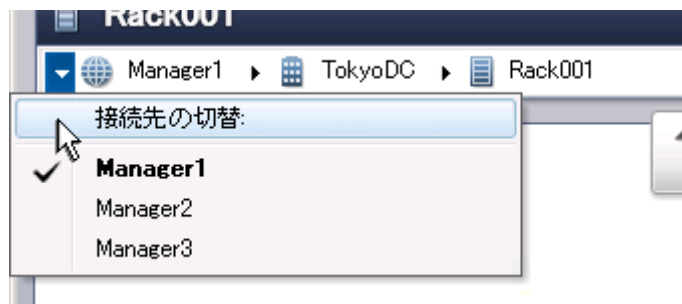 Rack001
Manager1 ▶ TokyoDC ▶ Rack001
接続先の切替:
Manager1
Manager2
Manager3